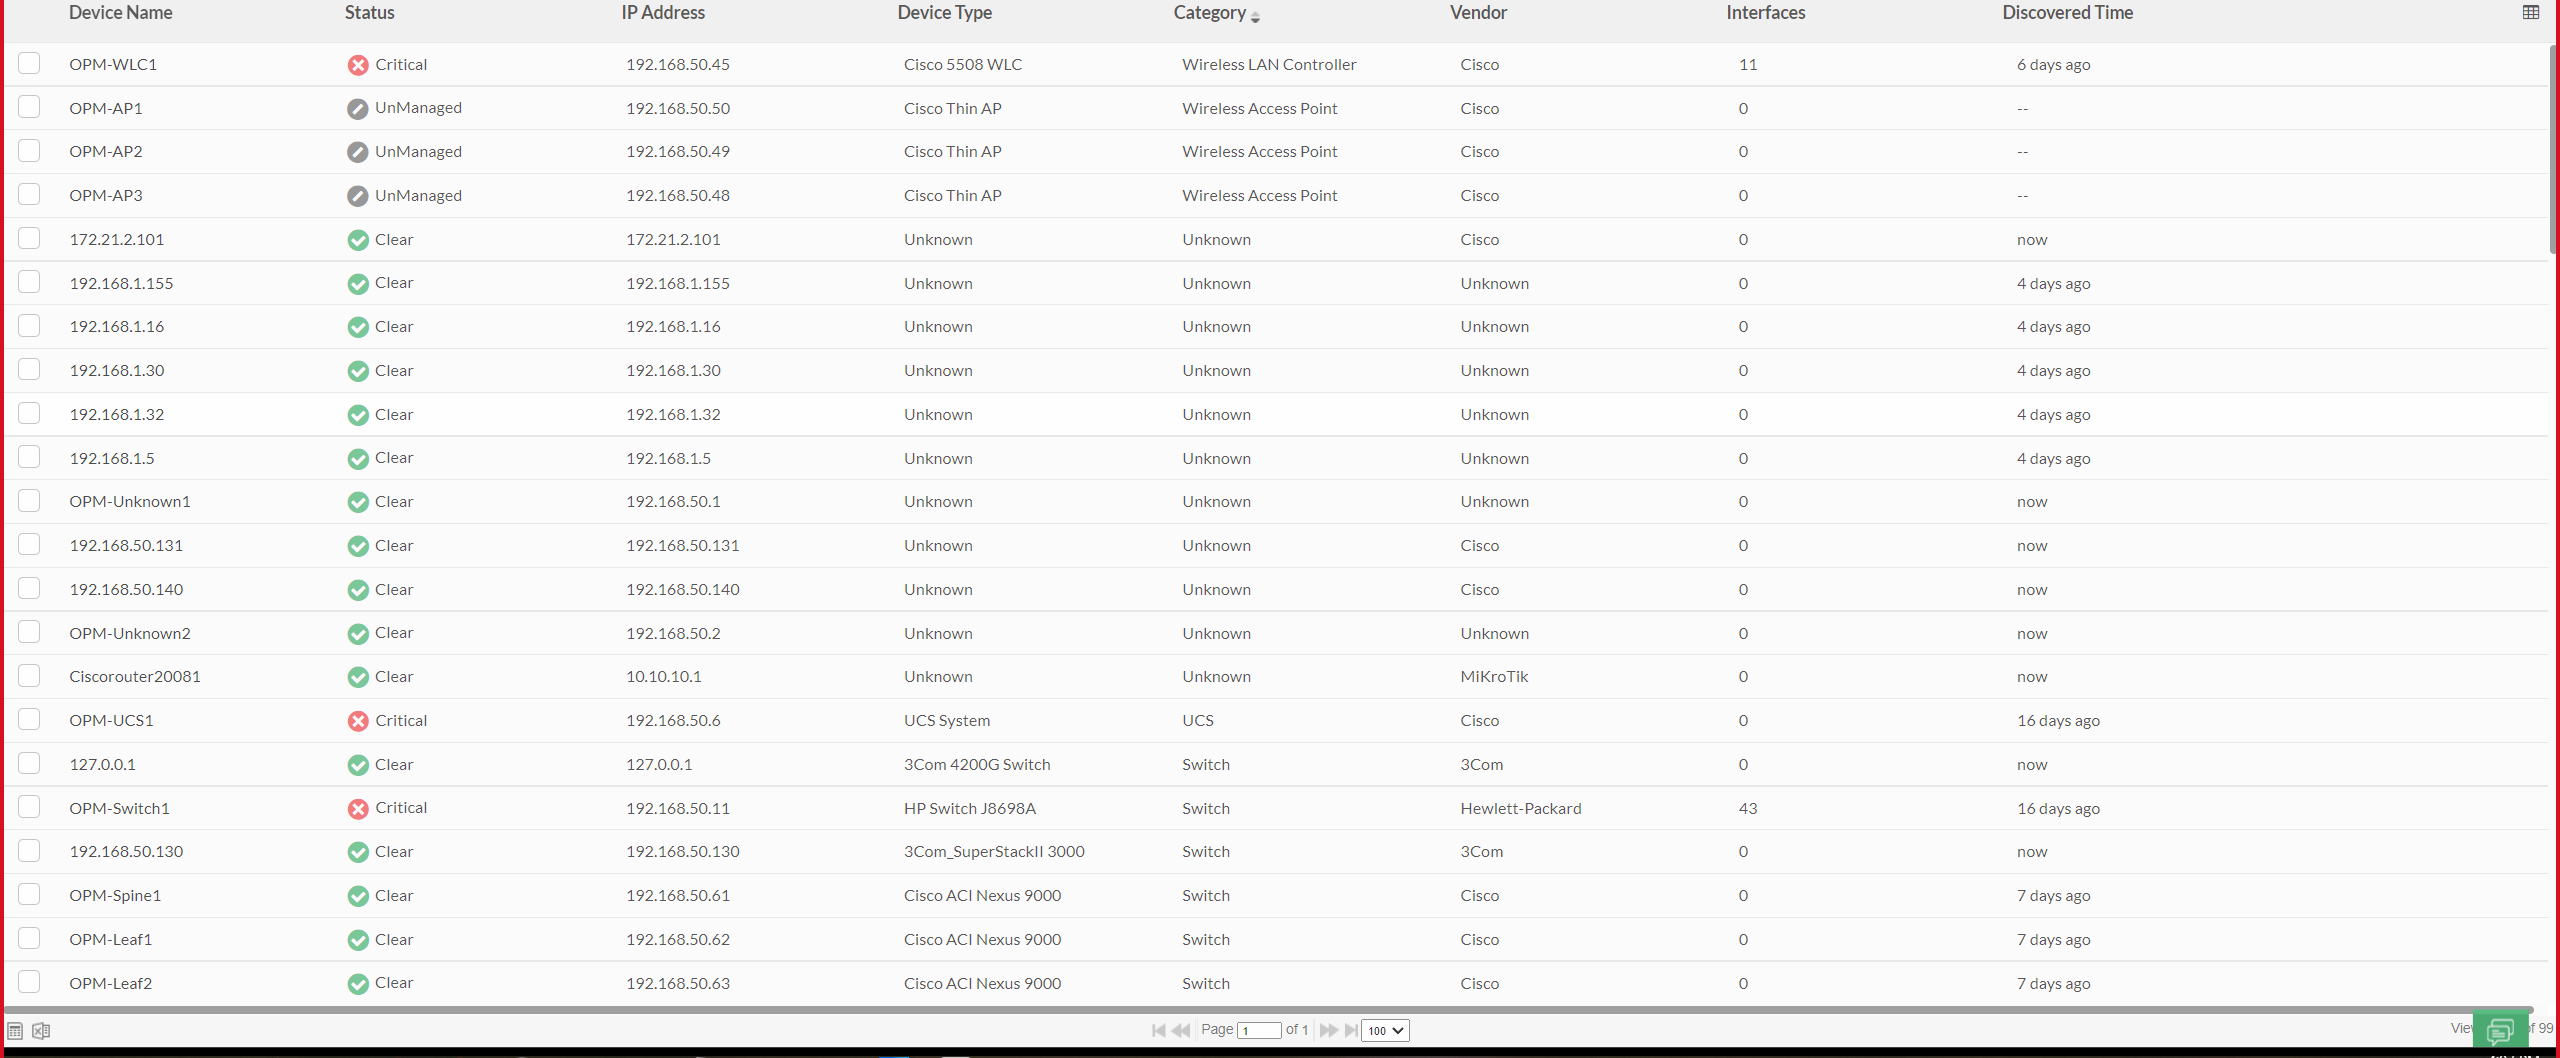 Device Name Status IP Address Device Type Category Vendor Interfaces Discovered Time
OPM-WLC1 Critical 192.168.50.45 Cisco 5508 WLC Wireless LAN Controller Cisco 11 6 days ago
OPM-AP1 UnManaged 192.168.50.50 Cisco Thin AP Wireless Access Point Cisco 0 --
OPM-AP2 UnManaged 192.168.50.49 Cisco Thin AP Wireless Access Point Cisco 0 --
OPM-AP3 UnManaged 192.168.50.48 Cisco Thin AP Wireless Access Point Cisco 0 --
172.21.2.101 Clear 172.21.2.101 Unknown Unknown Cisco 0 now
192.168.1.155 Clear 192.168.1.155 Unknown Unknown Unknown 0 4 days ago
192.168.1.16 Clear 192.168.1.16 Unknown Unknown Unknown 0 4 days ago
192.168.1.30 Clear 192.168.1.30 Unknown Unknown Unknown 0 4 days ago
192.168.1.32 Clear 192.168.1.32 Unknown Unknown Unknown 0 4 days ago
192.168.1.5 Clear 192.168.1.5 Unknown Unknown Unknown 0 4 days ago
OPM-Unknown1 Clear 192.168.50.1 Unknown Unknown Unknown 0 now
192.168.50.131 Clear 192.168.50.131 Unknown Unknown Cisco 0 now
192.168.50.140 Clear 192.168.50.140 Unknown Unknown Cisco 0 now
OPM-Unknown2 Clear 192.168.50.2 Unknown Unknown Unknown 0 now
Ciscorouter20081 Clear 10.10.10.1 Unknown Unknown MiKroTik 0 now
OPM-UCS1 Critical 192.168.50.6 UCS System UCS Cisco 0 16 days ago
127.0.0.1 Clear 127.0.0.1 3Com 4200G Switch Switch 3Com 0 now
OPM-Switch1 Critical 192.168.50.11 HP Switch J8698A Switch Hewlett-Packard 43 16 days ago
192.168.50.130 Clear 192.168.50.130 3Com_SuperStackII 3000 Switch 3Com 0 now
OPM-Spine1 Clear 192.168.50.61 Cisco ACI Nexus 9000 Switch Cisco 0 7 days ago
OPM-Leaf1 Clear 192.168.50.62 Cisco ACI Nexus 9000 Switch Cisco 0 7 days ago
OPM-Leaf2 Clear 192.168.50.63 Cisco ACI Nexus 9000 Switch Cisco 0 7 days ago
Page 1 of 1 100 of 99